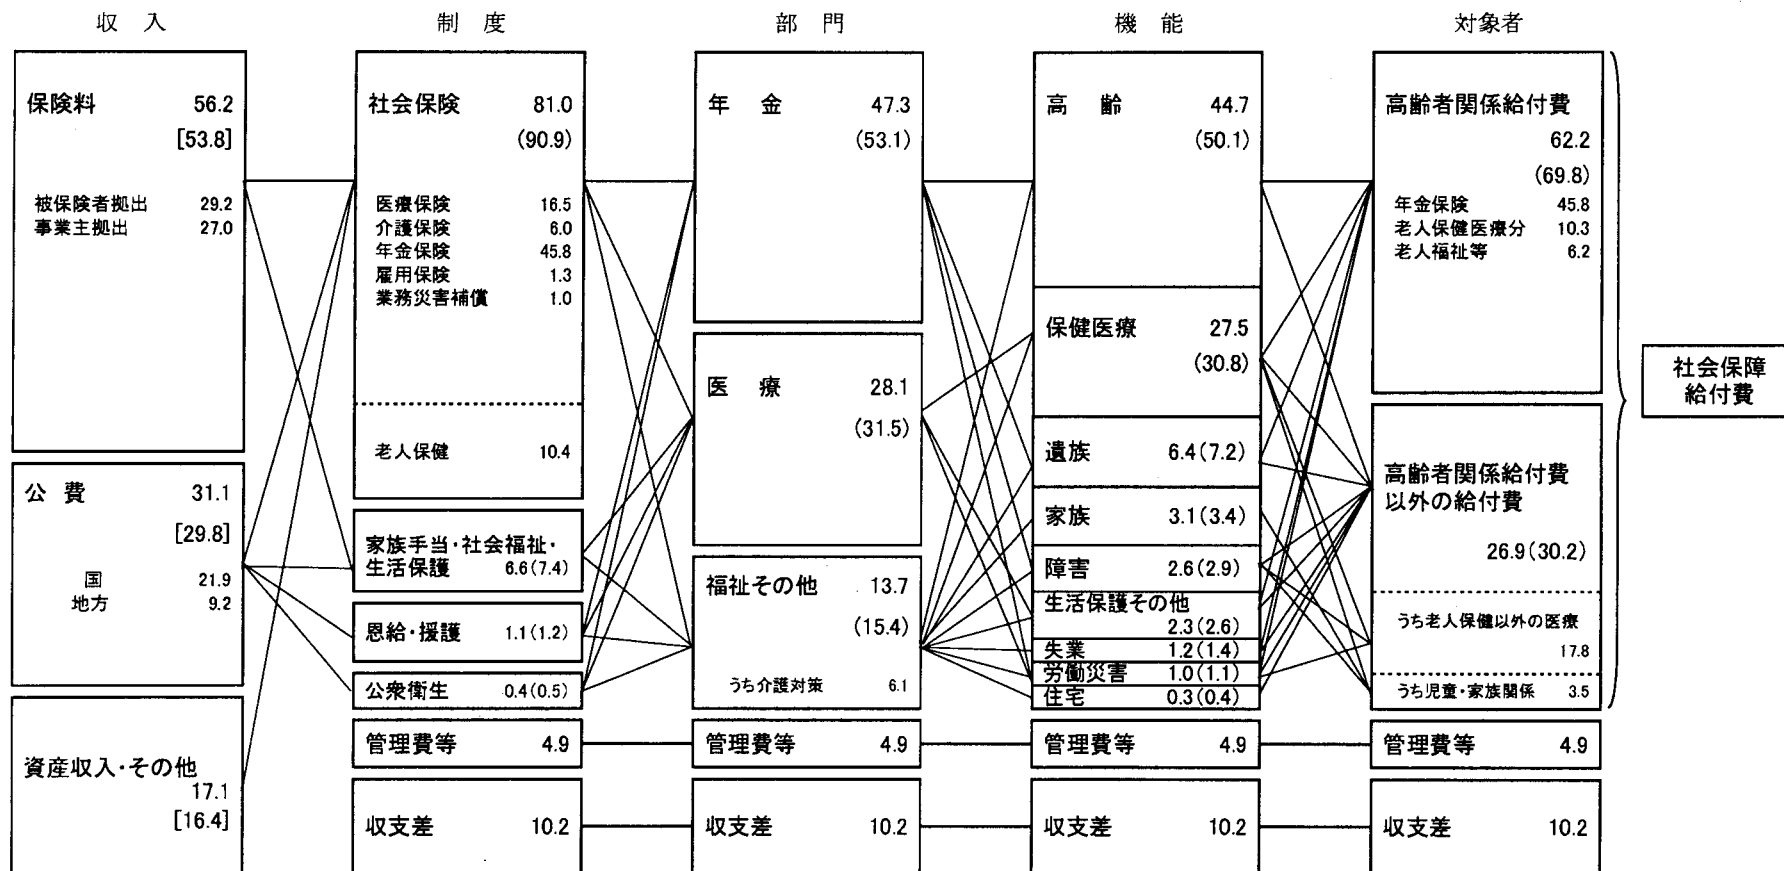 収 入
制 度
部 門
機 能
対象者
保険料 56.2
[53.8]
被保険者拠出 29.2
事業主拠出 27.0
公 費 31.1
[29.8]
国 21.9
地方 9.2
資産収入・その他
17.1
[16.4]
社会保険 81.0
(90.9)
医療保険 16.5
介護保険 6.0
年金保険 45.8
雇用保険 1.3
業務災害補償 1.0
老人保健 10.4
家族手当・社会福祉・
生活保護 6.6(7.4)
恩給・援護 1.1(1.2)
公衆衛生 0.4(0.5)
管理費等 4.9
収支差 10.2
年 金 47.3
(53.1)
医 療 28.1
(31.5)
福祉その他 13.7
(15.4)
うち介護対策 6.1
管理費等 4.9
収支差 10.2
高 齢 44.7
(50.1)
保健医療 27.5
(30.8)
遺族 6.4(7.2)
家族 3.1(3.4)
障害 2.6(2.9)
生活保護その他
2.3(2.6)
失業 1.2(1.4)
労働災害 1.0(1.1)
住宅 0.3(0.4)
管理費等 4.9
収支差 10.2
高齢者関係給付費
62.2
(69.8)
年金保険 45.8
老人保健医療分 10.3
老人福祉等 6.2
高齢者関係給付費
以外の給付費
26.9(30.2)
うち老人保健以外の医療
17.8
うち児童・家族関係 3.5
管理費等 4.9
収支差 10.2
社会保障
給付費